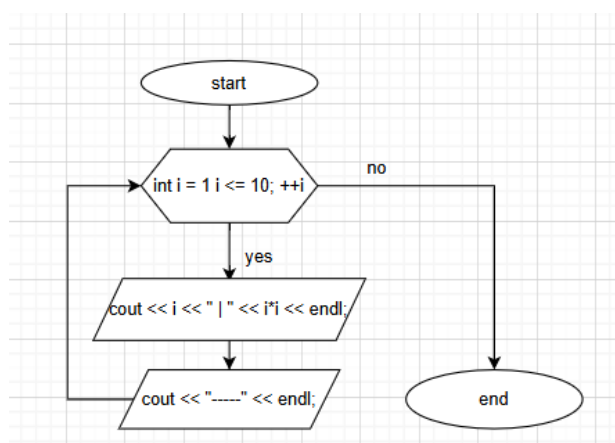 start
int i = 1 i <= 10; ++i
no
yes
cout << i << " | " << i*i << endl;
cout << "-----" << endl;
end